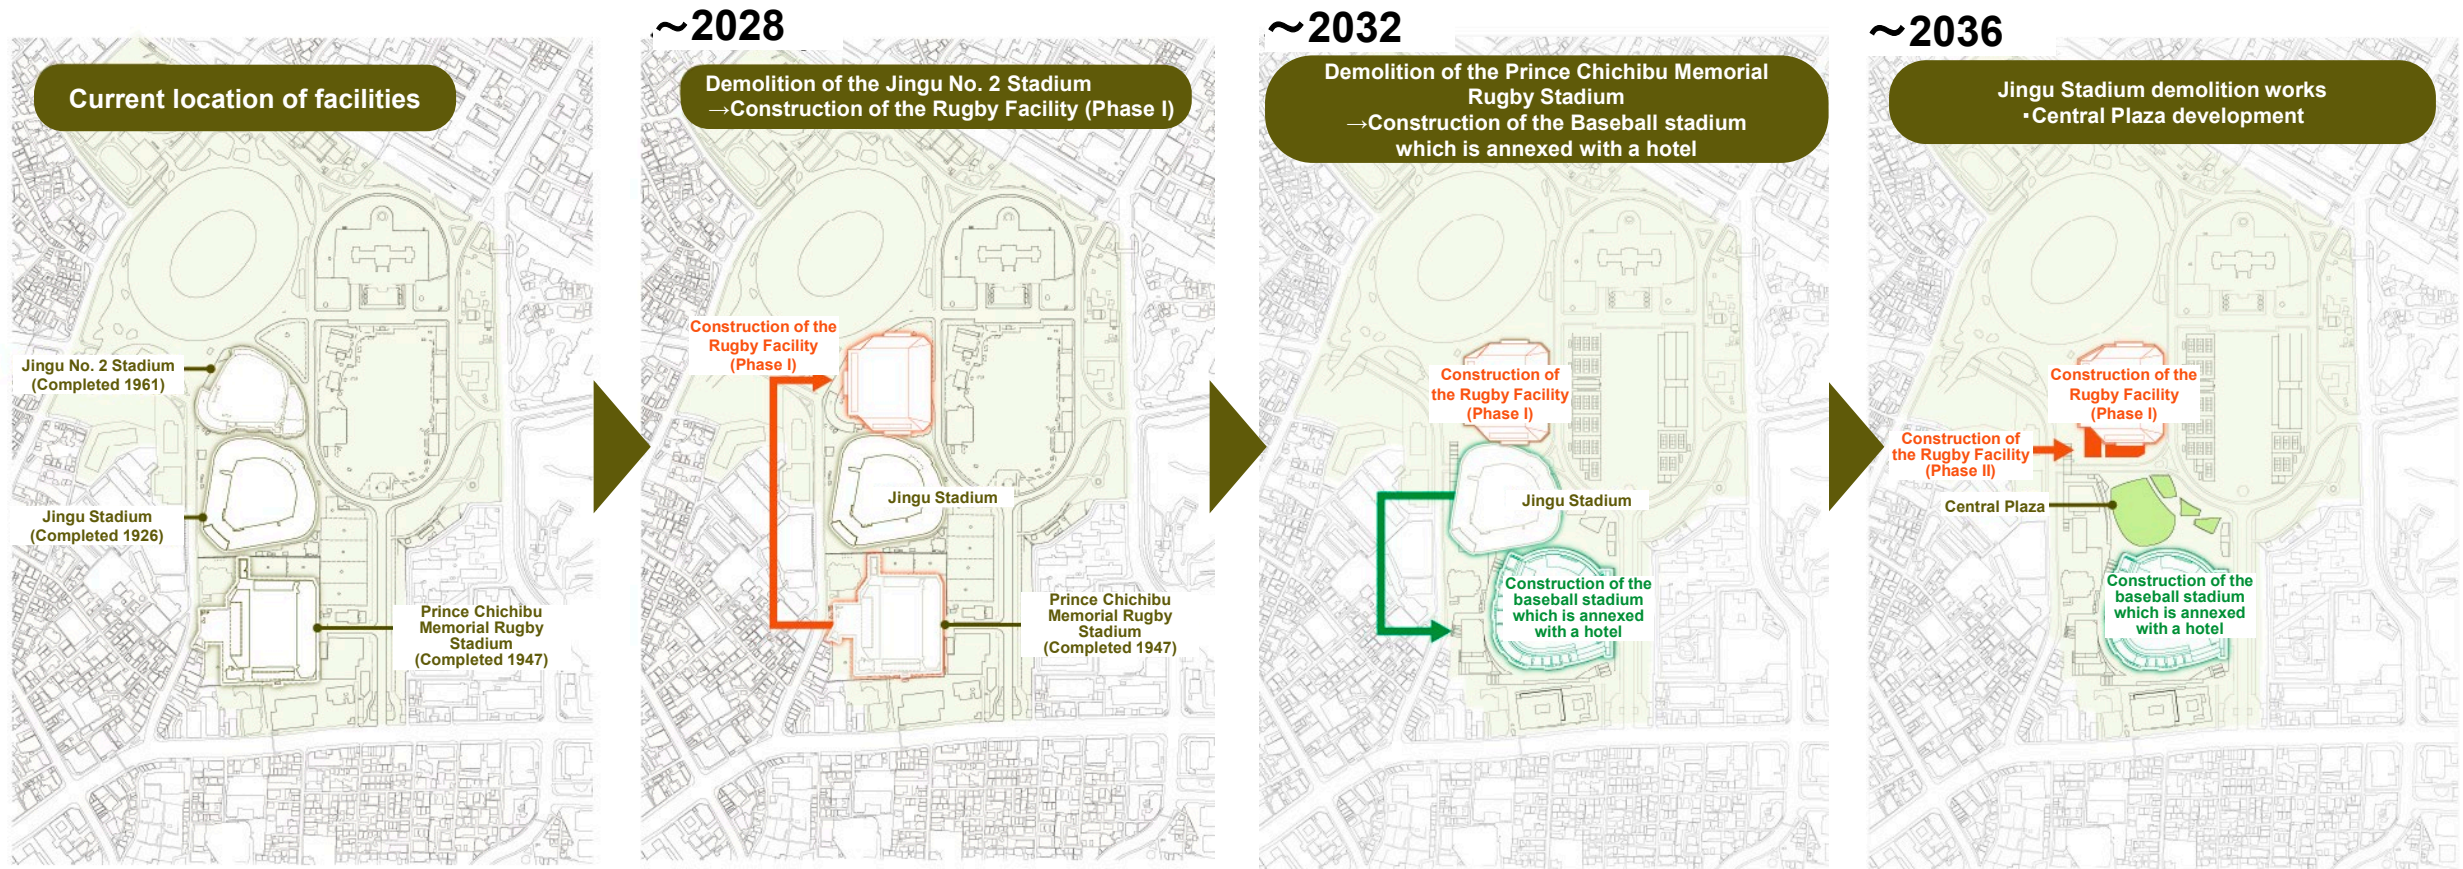 Current location of facilities
Jingu No. 2 Stadium
(Completed 1961)
Jingu Stadium
(Completed 1926)
Prince Chichibu
Memorial Rugby
Stadium
(Completed 1947)
~2028
Demolition of the Jingu No. 2 Stadium
→Construction of the Rugby Facility (Phase I)
Construction of the
Rugby Facility
(Phase I)
Jingu Stadium
Prince Chichibu
Memorial Rugby
Stadium
(Completed 1947)
~2032
Demolition of the Prince Chichibu Memorial
Rugby Stadium
→Construction of the Baseball stadium
which is annexed with a hotel
Construction of
the Rugby Facility
(Phase I)
Jingu Stadium
Construction of the
baseball stadium
which is annexed
with a hotel
~2036
Jingu Stadium demolition works
・Central Plaza development
Construction of the
Rugby Facility
(Phase I)
Construction of
the Rugby Facility
(Phase II)
Central Plaza
Construction of the
baseball stadium
which is annexed
with a hotel